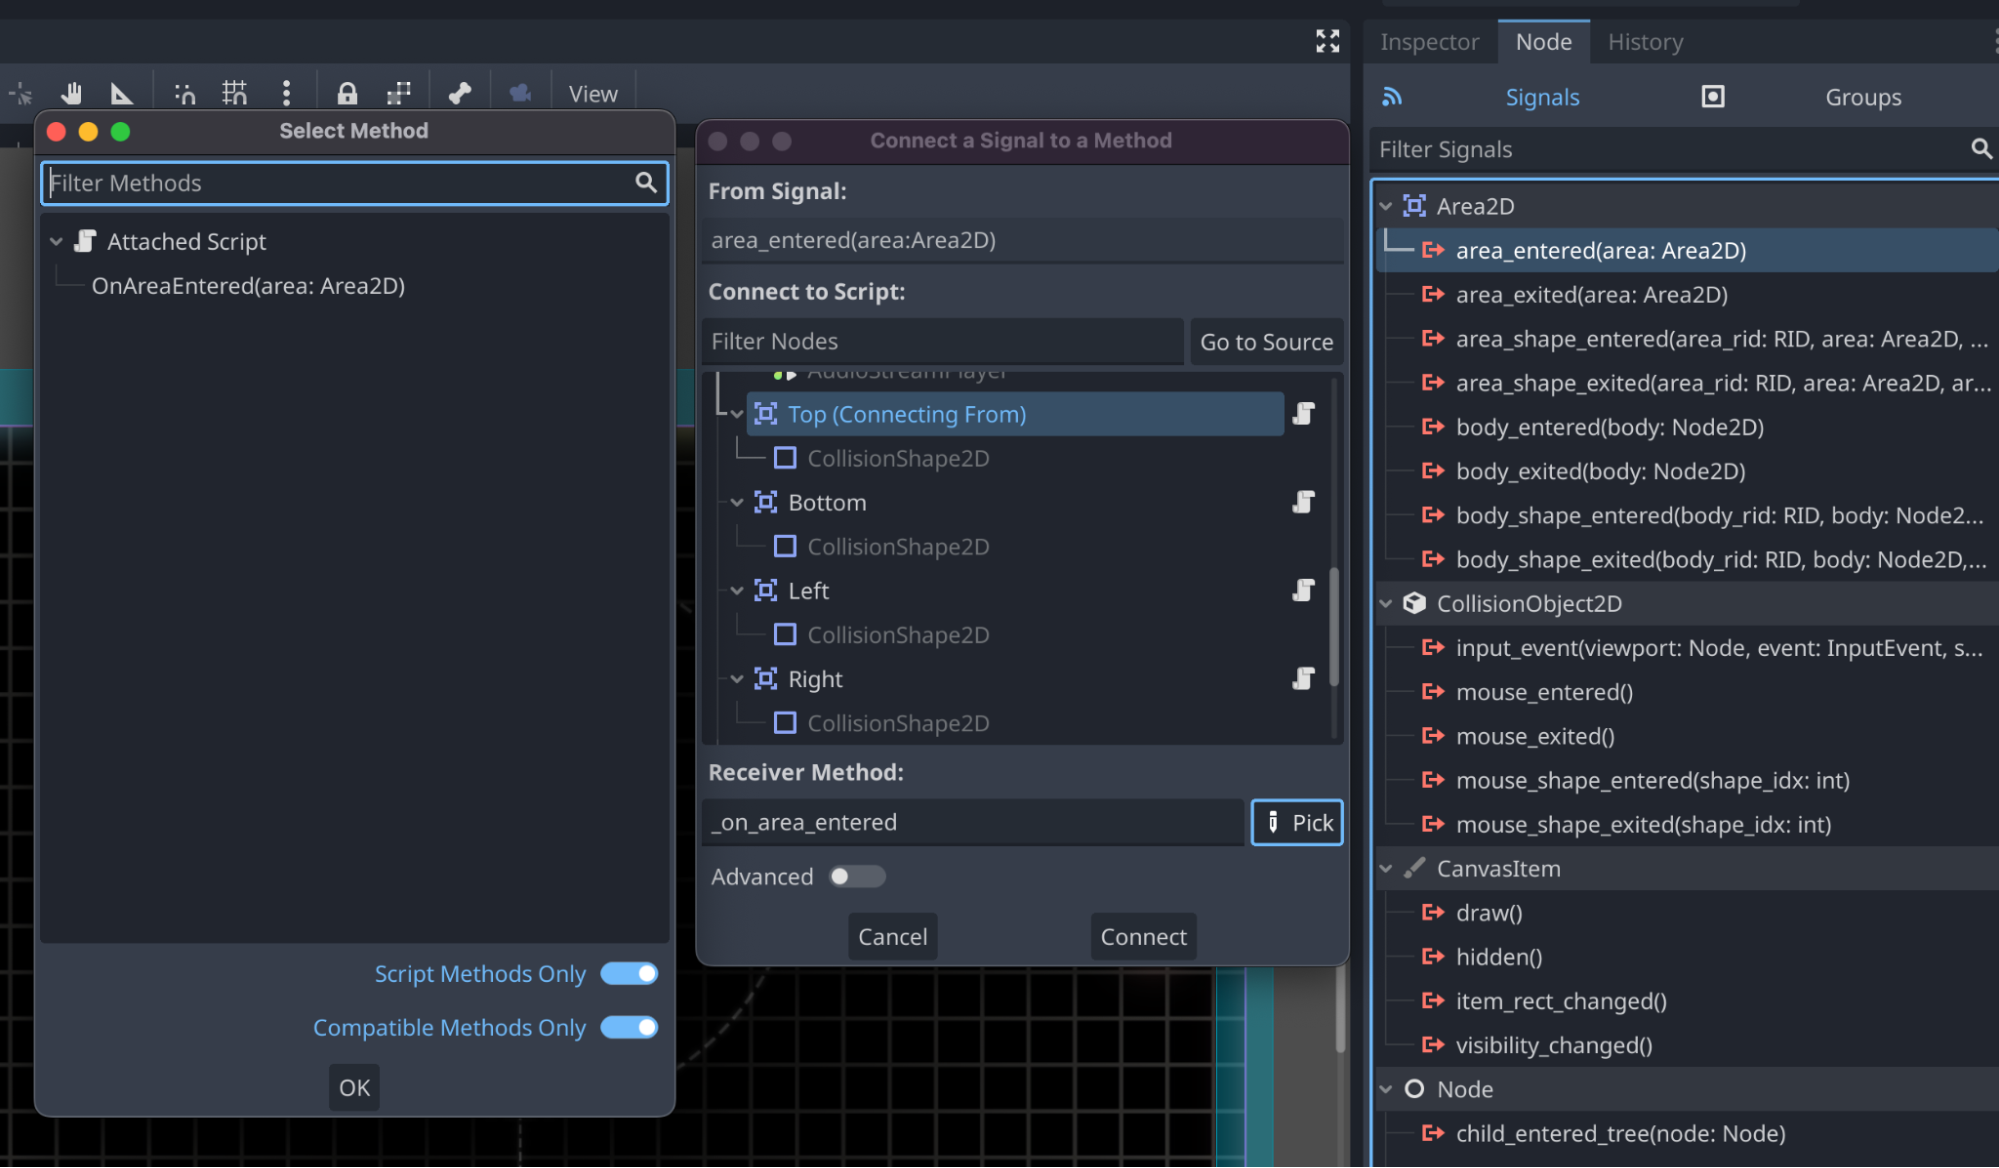 View
Select Method
Filter Methods
Attached Script
OnAreaEntered(area: Area2D)
Script Methods Only
Compatible Methods Only
OK
Connect a Signal to a Method
From Signal:
area_entered(area:Area2D)
Connect to Script:
Filter Nodes
Go to Source
AudioStreamPlayer
Top (Connecting From)
CollisionShape2D
Bottom
CollisionShape2D
Left
CollisionShape2D
Right
CollisionShape2D
Receiver Method:
_on_area_entered
Pick
Advanced
Cancel
Connect
Inspector
Node
History
Signals
Groups
Filter Signals
Area2D
area_entered(area: Area2D)
area_exited(area: Area2D)
area_shape_entered(area_rid: RID, area: Area2D, ...
area_shape_exited(area_rid: RID, area: Area2D, ar...
body_entered(body: Node2D)
body_exited(body: Node2D)
body_shape_entered(body_rid: RID, body: Node2...
body_shape_exited(body_rid: RID, body: Node2D,...
CollisionObject2D
input_event(viewport: Node, event: InputEvent, s...
mouse_entered()
mouse_exited()
mouse_shape_entered(shape_idx: int)
mouse_shape_exited(shape_idx: int)
CanvasItem
draw()
hidden()
item_rect_changed()
visibility_changed()
Node
child_entered_tree(node: Node)